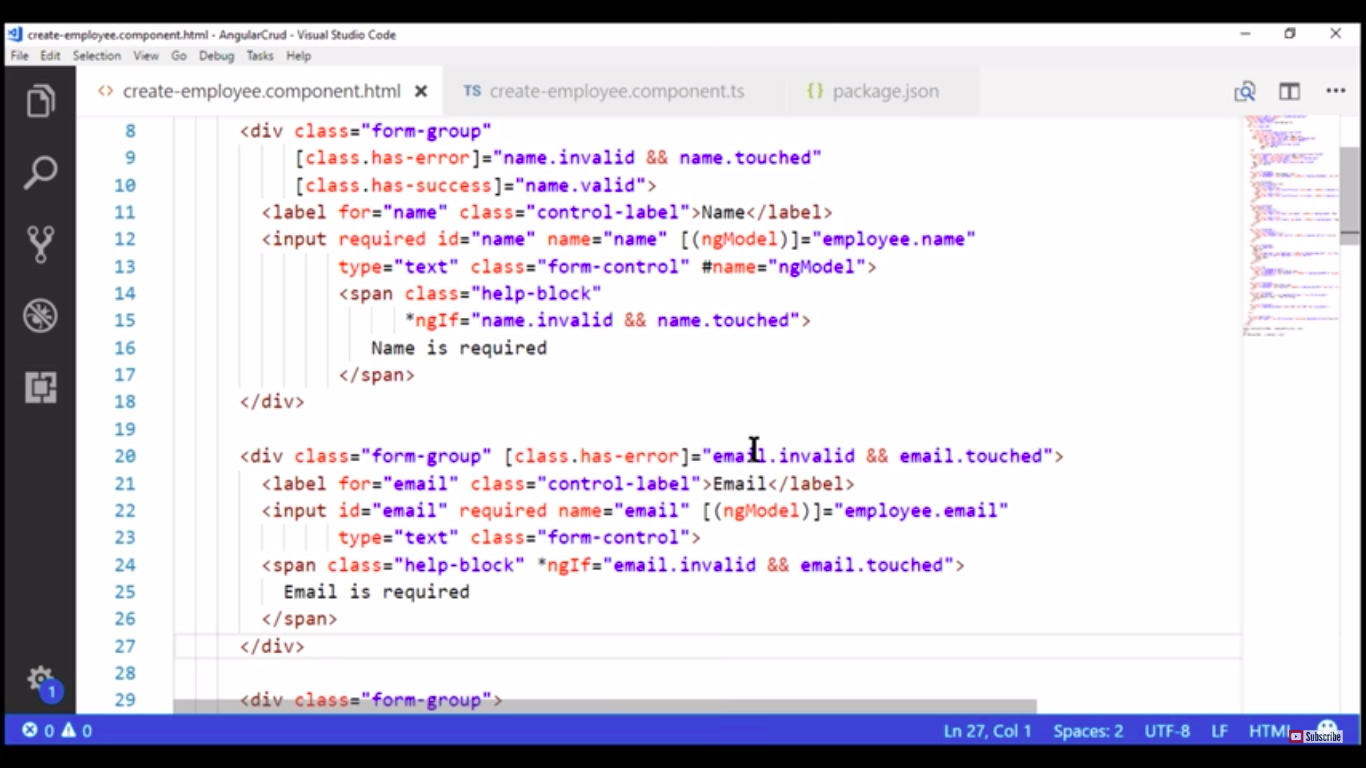 create-employee.component.html - AngularCrud - Visual Studio Code
File Edit Selection View Go Debug Tasks Help
<> create-employee.component.html × TS create-employee.component.ts {} package.json
8 <div class="form-group"
9 [class.has-error]="name.invalid && name.touched"
10 [class.has-success]="name.valid">
11 <label for="name" class="control-label">Name</label>
12 <input required id="name" name="name" [(ngModel)]="employee.name"
13 type="text" class="form-control" #name="ngModel">
14 <span class="help-block"
15 *ngIf="name.invalid && name.touched">
16 Name is required
17 </span>
18 </div>
19
20 <div class="form-group" [class.has-error]="email.invalid && email.touched">
21 <label for="email" class="control-label">Email</label>
22 <input id="email" required name="email" [(ngModel)]="employee.email"
23 type="text" class="form-control">
24 <span class="help-block" *ngIf="email.invalid && email.touched">
25 Email is required
26 </span>
27 </div>
28
29 <div class="form-group">
1
0 0 Ln 27, Col 1 Spaces: 2 UTF-8 LF HTML
Subscribe